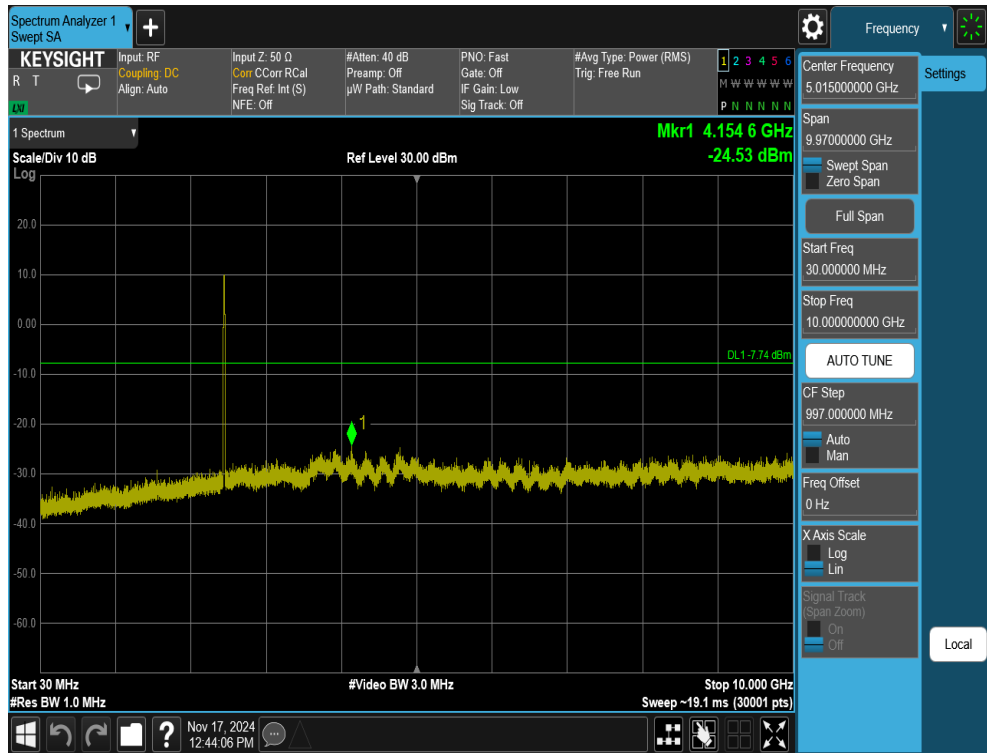 Spectrum Analyzer 1
Swept SA
+
Frequency
KEYSIGHT
R T
LXI
Input: RF
Coupling: DC
Align: Auto
Input Z: 50 Ω
Corr CCorr RCal
Freq Ref: Int (S)
NFE: Off
#Atten: 40 dB
Preamp: Off
µW Path: Standard
PNO: Fast
Gate: Off
IF Gain: Low
Sig Track: Off
#Avg Type: Power (RMS)
Trig: Free Run
1 2 3 4 5 6
M W W W W W
P N N N N N
1 Spectrum
Mkr1 4.154 6 GHz
-24.53 dBm
Scale/Div 10 dB
Ref Level 30.00 dBm
Log
20.0
10.0
0.00
DL1 -7.74 dBm
-10.0
1
-20.0
-30.0
-40.0
-50.0
-60.0
Start 30 MHz
#Video BW 3.0 MHz
Stop 10.000 GHz
#Res BW 1.0 MHz
Sweep ~19.1 ms (30001 pts)
Center Frequency
5.015000000 GHz
Settings
Span
9.97000000 GHz
Swept Span
Zero Span
Full Span
Start Freq
30.000000 MHz
Stop Freq
10.000000000 GHz
AUTO TUNE
CF Step
997.000000 MHz
Auto
Man
Freq Offset
0 Hz
X Axis Scale
Log
Lin
Signal Track
(Span Zoom)
On
Off
Local
?
Nov 17, 2024
12:44:06 PM